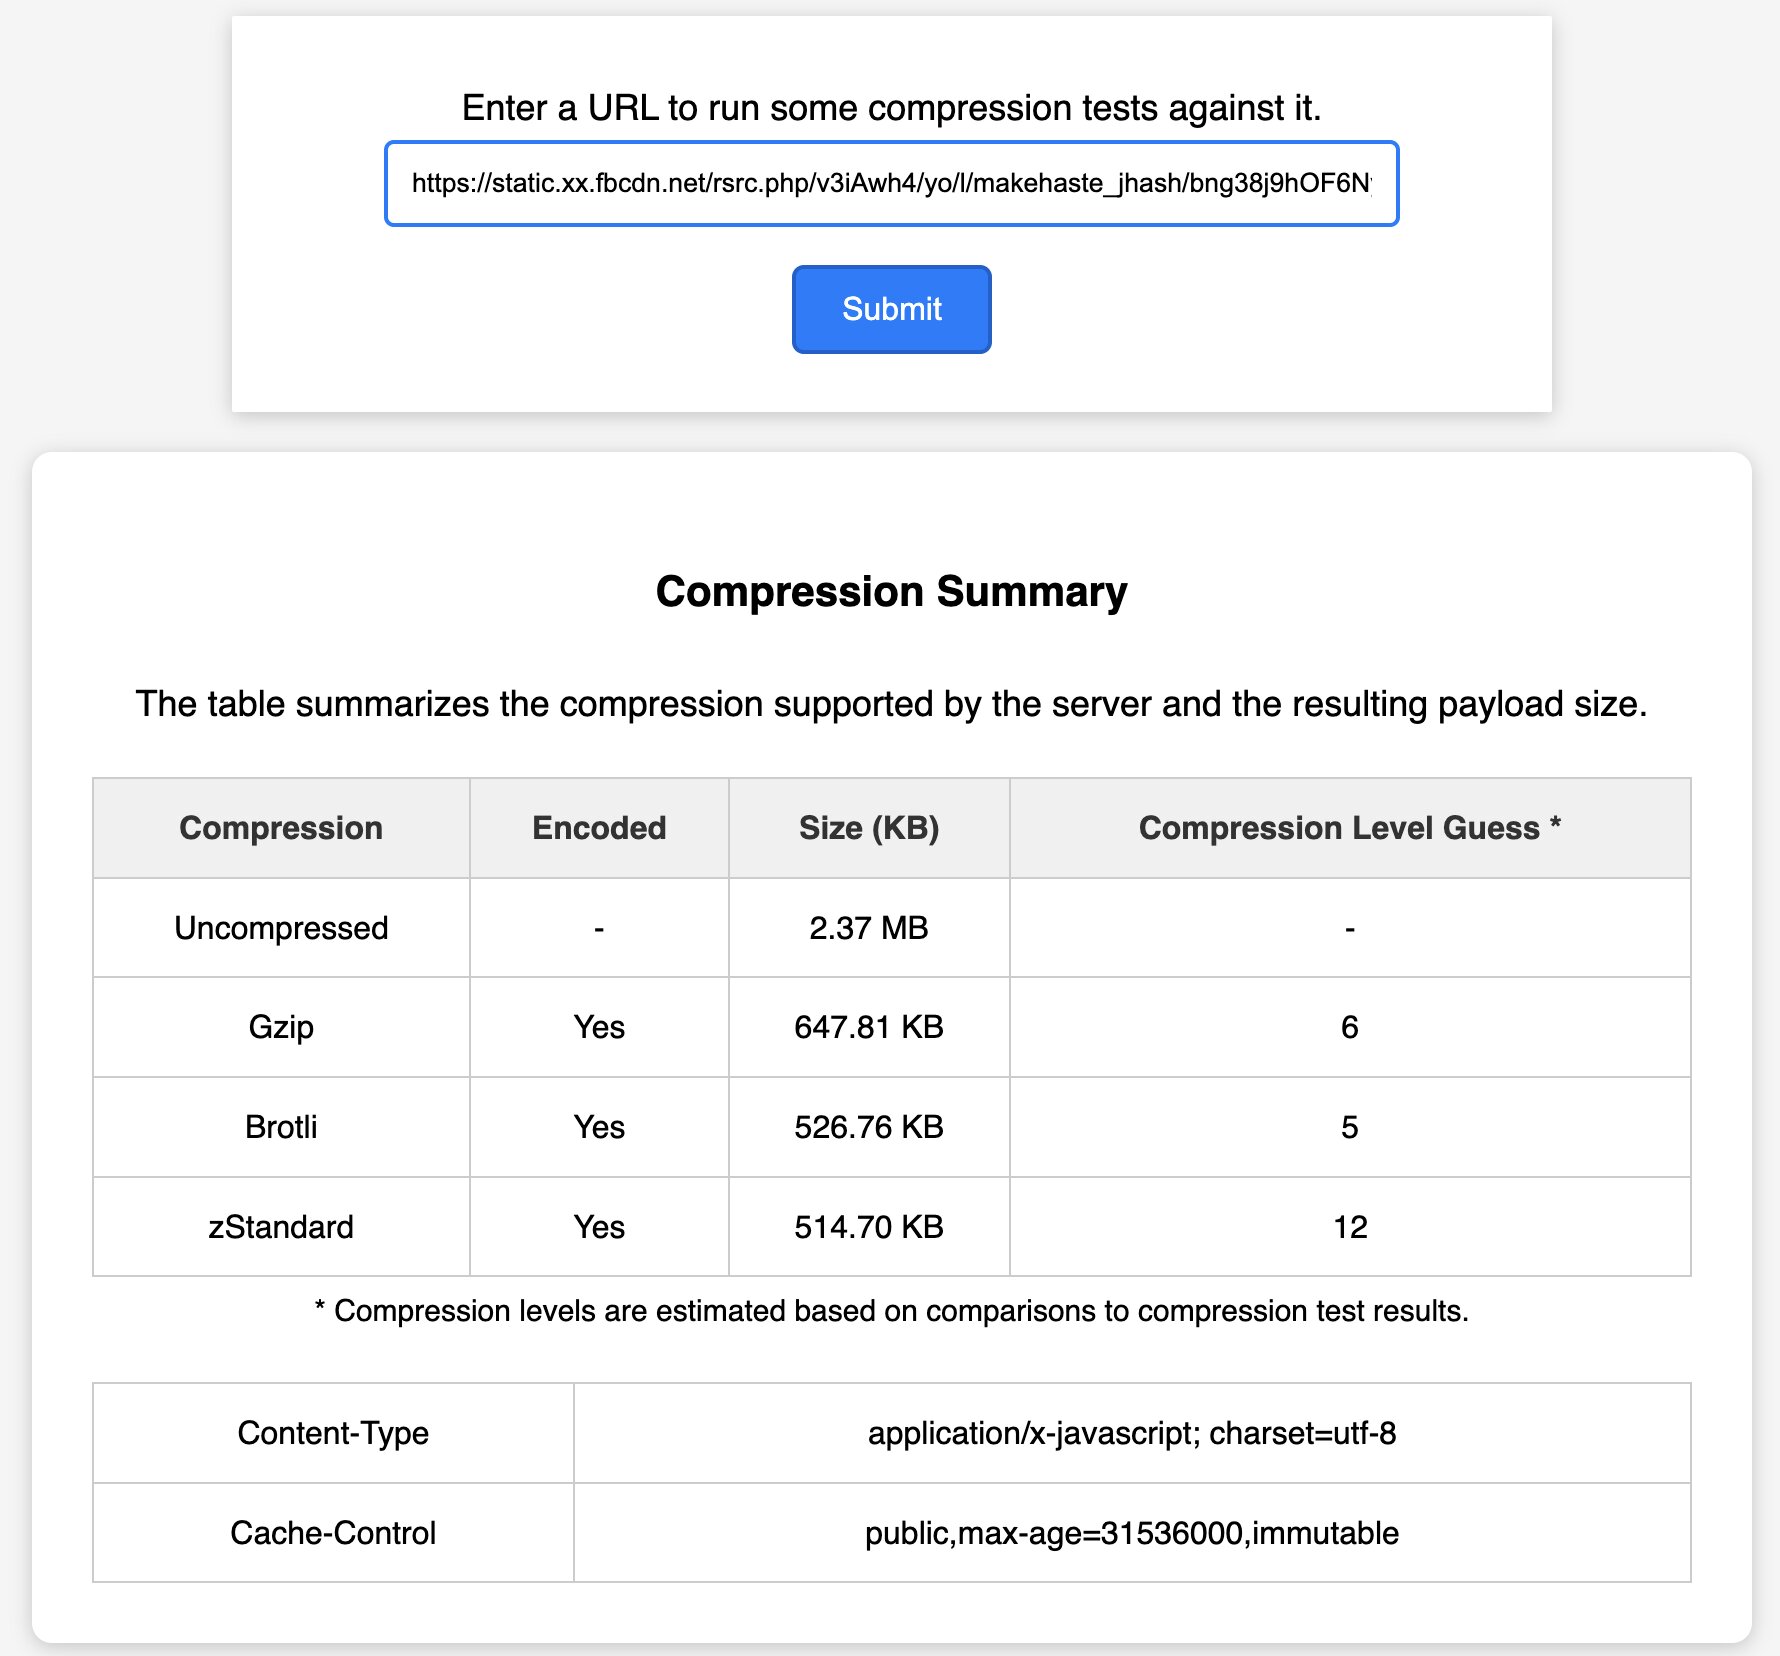 Enter a URL to run some compression tests against it.
https://static.xx.fbcdn.net/rsrc.php/v3iAwh4/yo/l/makehaste_jhash/bng38j9hOF6N
Submit
Compression Summary
The table summarizes the compression supported by the server and the resulting payload size.
Compression Encoded Size (KB) Compression Level Guess *
Uncompressed - 2.37 MB -
Gzip Yes 647.81 KB 6
Brotli Yes 526.76 KB 5
zStandard Yes 514.70 KB 12
* Compression levels are estimated based on comparisons to compression test results.
Content-Type application/x-javascript; charset=utf-8
Cache-Control public,max-age=31536000,immutable